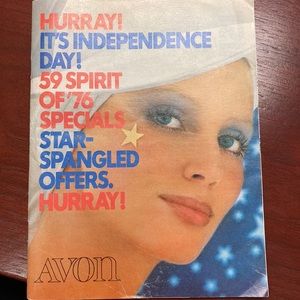 HURRAY!
IT'S INDEPENDENCE
DAY!
59 SPIRIT
OF '76
SPECIALS
STAR-
SPANGLED
OFFERS.
HURRAY!
AVON